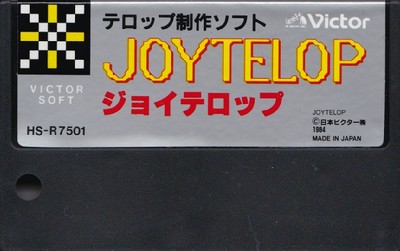 テロップ制作ソフト
Victor
JOYTELOP
VICTOR
SOFT
ジョイテロップ
HS-R7501
JOYTELOP
©日本ビクター㈱
1984
MADE IN JAPAN